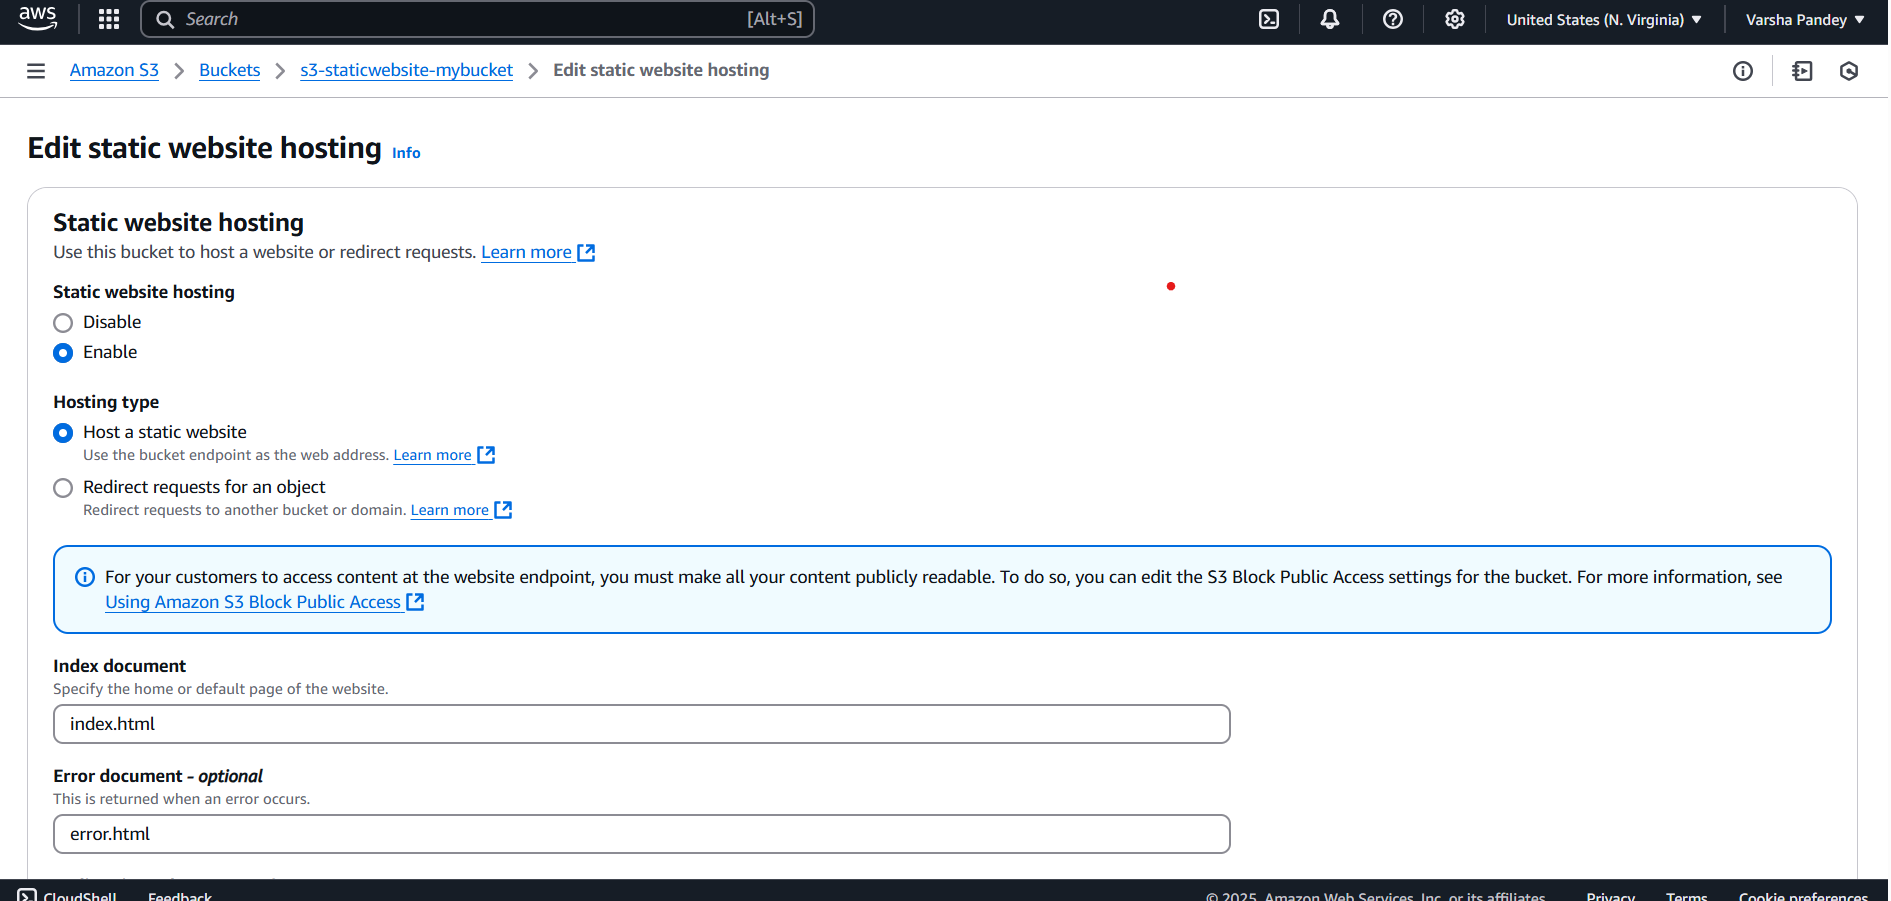 aws Search [Alt+S] United States (N. Virginia) ▼ Varsha Pandey ▼
Amazon S3 > Buckets > s3-staticwebsite-mybucket > Edit static website hosting
Edit static website hosting Info
Static website hosting
Use this bucket to host a website or redirect requests. Learn more
Static website hosting
Disable
Enable
Hosting type
Host a static website
Use the bucket endpoint as the web address. Learn more
Redirect requests for an object
Redirect requests to another bucket or domain. Learn more
For your customers to access content at the website endpoint, you must make all your content publicly readable. To do so, you can edit the S3 Block Public Access settings for the bucket. For more information, see
Using Amazon S3 Block Public Access
Index document
Specify the home or default page of the website.
index.html
Error document - optional
This is returned when an error occurs.
error.html
CloudShell Feedback © 2025, Amazon Web Services, Inc. or its affiliates. Privacy Terms Cookie preferences